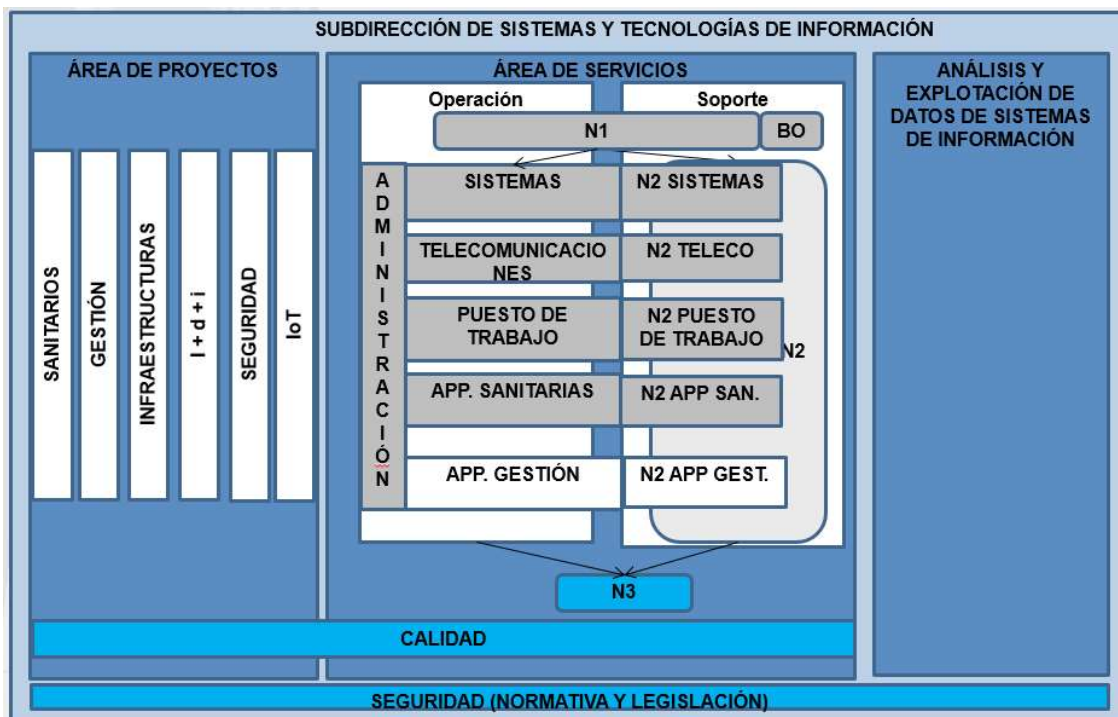 SUBDIRECCIÓN DE SISTEMAS Y TECNOLOGÍAS DE INFORMACIÓN
ÁREA DE PROYECTOS
SANITARIOS
GESTIÓN
INFRAESTRUCTURAS
I + d + i
SEGURIDAD
IoT
ÁREA DE SERVICIOS
Operación
Soporte
N1
BO
ADMINISTRACIÓN
SISTEMAS
N2 SISTEMAS
TELECOMUNICACIO
NES
N2 TELECO
PUESTO DE
TRABAJO
N2 PUESTO
DE TRABAJO
N2
APP. SANITARIAS
N2 APP SAN.
APP. GESTIÓN
N2 APP GEST.
N3
ANÁLISIS Y
EXPLOTACIÓN DE
DATOS DE SISTEMAS
DE INFORMACIÓN
CALIDAD
SEGURIDAD (NORMATIVA Y LEGISLACIÓN)